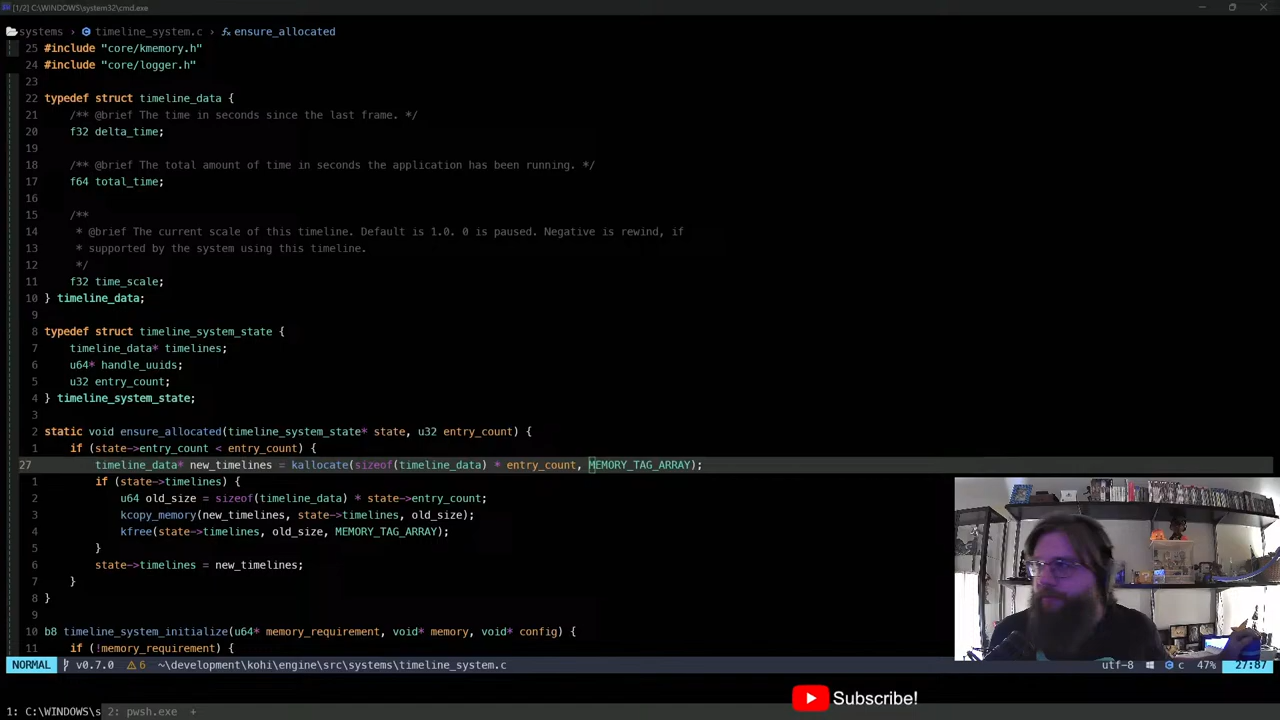 [1/2] C:\WINDOWS\system32\cmd.exe
systems › timeline_system.c › ensure_allocated
25 #include "core/kmemory.h"
24 #include "core/logger.h"
23
22 typedef struct timeline_data {
21 /** @brief The time in seconds since the last frame. */
20 f32 delta_time;
19
18 /** @brief The total amount of time in seconds the application has been running. */
17 f64 total_time;
16
15 /**
14 * @brief The current scale of this timeline. Default is 1.0. 0 is paused. Negative is rewind, if
13 * supported by the system using this timeline.
12 */
11 f32 time_scale;
10 } timeline_data;
9
8 typedef struct timeline_system_state {
7 timeline_data* timelines;
6 u64* handle_uuids;
5 u32 entry_count;
4 } timeline_system_state;
3
2 static void ensure_allocated(timeline_system_state* state, u32 entry_count) {
1 if (state->entry_count < entry_count) {
27 timeline_data* new_timelines = kallocate(sizeof(timeline_data) * entry_count, MEMORY_TAG_ARRAY);
1 if (state->timelines) {
2 u64 old_size = sizeof(timeline_data) * state->entry_count;
3 kcopy_memory(new_timelines, state->timelines, old_size);
4 kfree(state->timelines, old_size, MEMORY_TAG_ARRAY);
5 }
6 state->timelines = new_timelines;
7 }
8 }
9
10 b8 timeline_system_initialize(u64* memory_requirement, void* memory, void* config) {
11 if (!memory_requirement) {
NORMAL v0.7.0 6 ~\development\kohi\engine\src\systems\timeline_system.c utf-8 c 47% 27:87
Subscribe!
1: C:\WINDOWS\s 2: pwsh.exe +